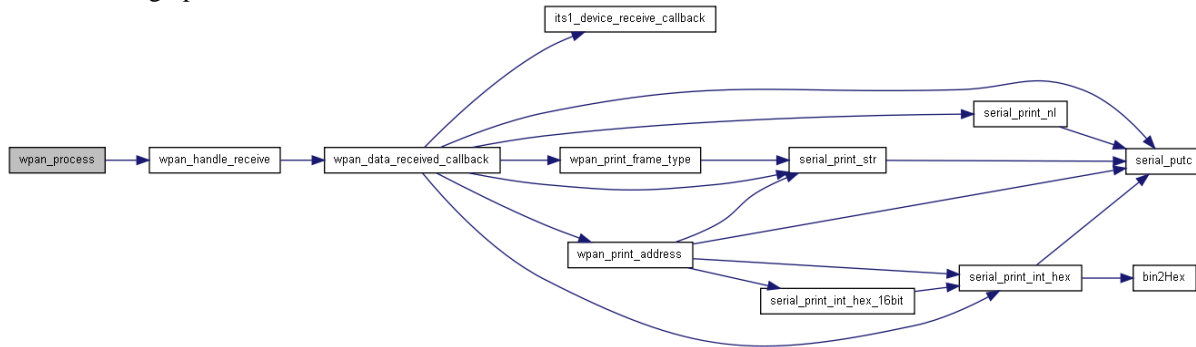 its1_device_receive_callback
serial_print_nl
wpan_process
wpan_handle_receive
wpan_data_received_callback
wpan_print_frame_type
serial_print_str
serial_putc
wpan_print_address
serial_print_int_hex
bin2Hex
serial_print_int_hex_16bit